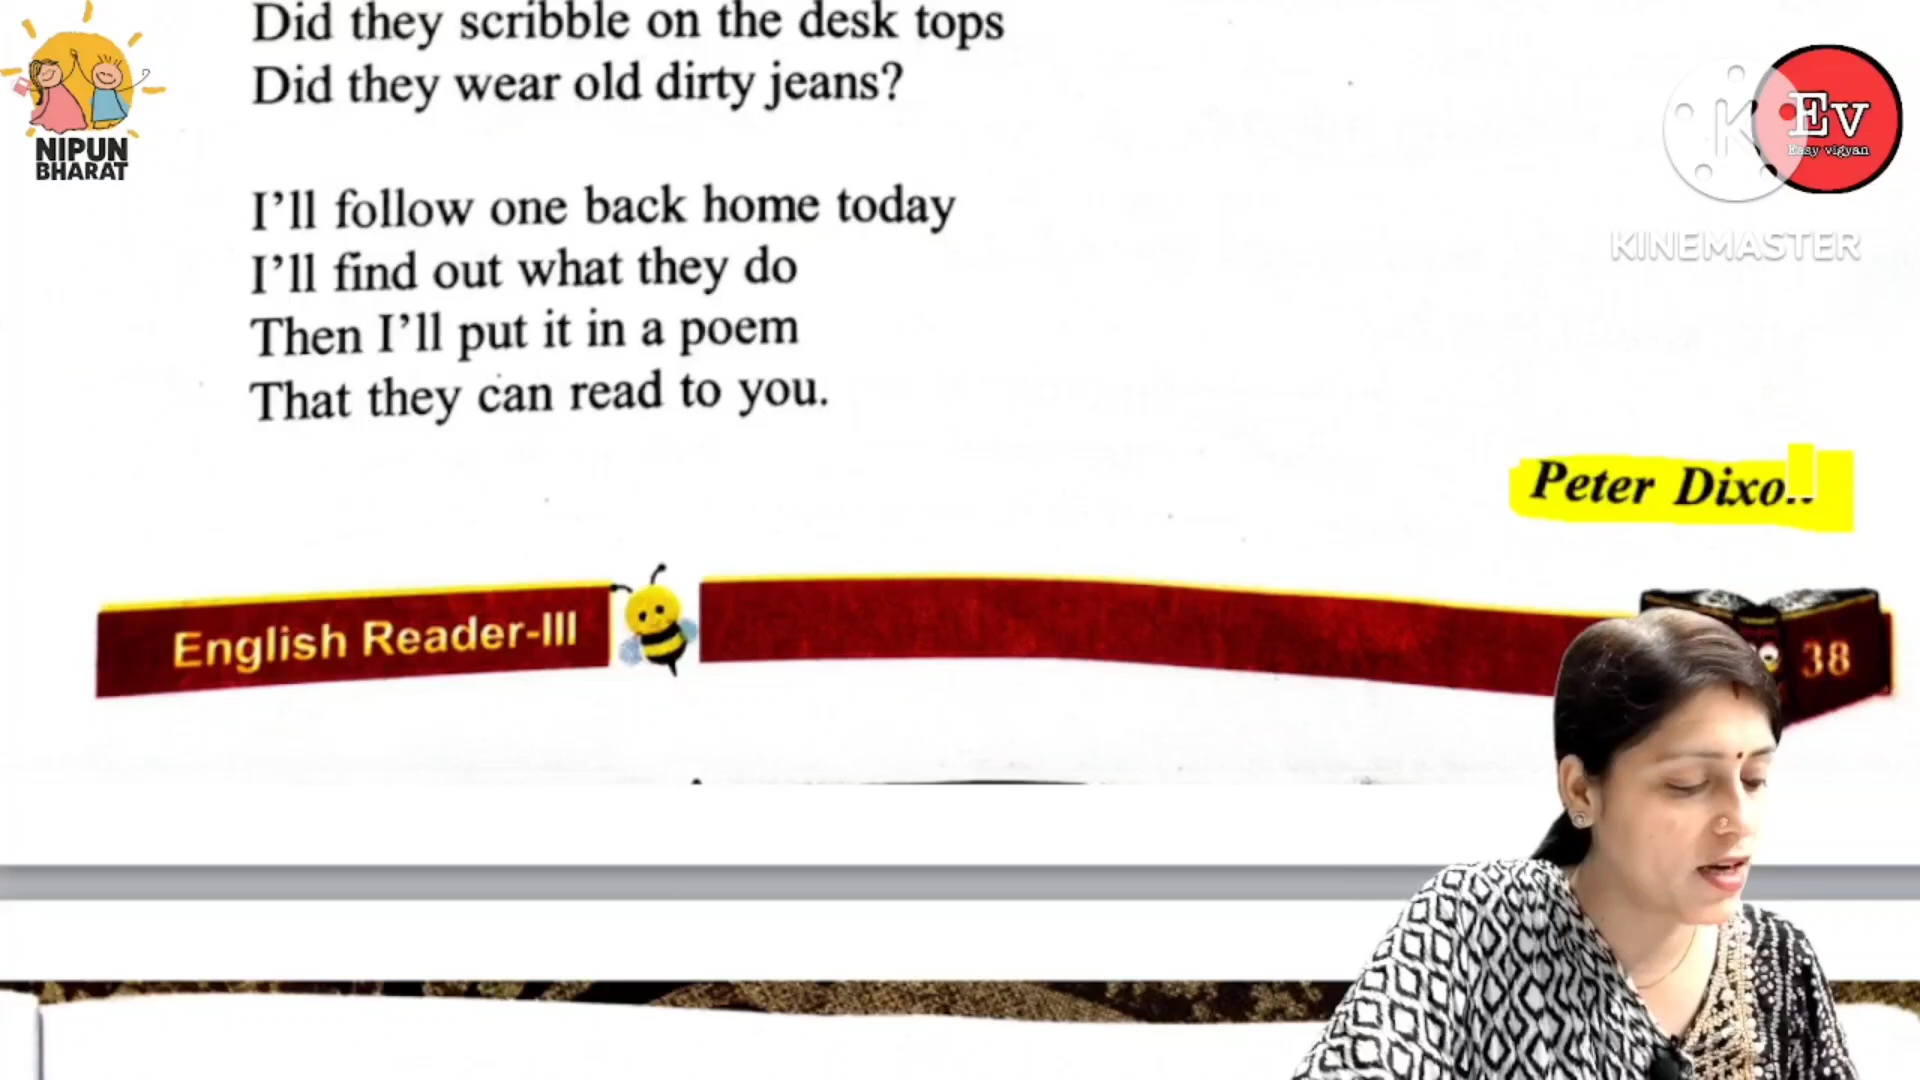 Did they scribble on the desk tops
Did they wear old dirty jeans?
I'll follow one back home today
I'll find out what they do
Then I'll put it in a poem
That they can read to you.
Peter Dixo
English Reader-III
38
NIPUN
BHARAT
K
Ev
Easy vigyan
KINEMASTER